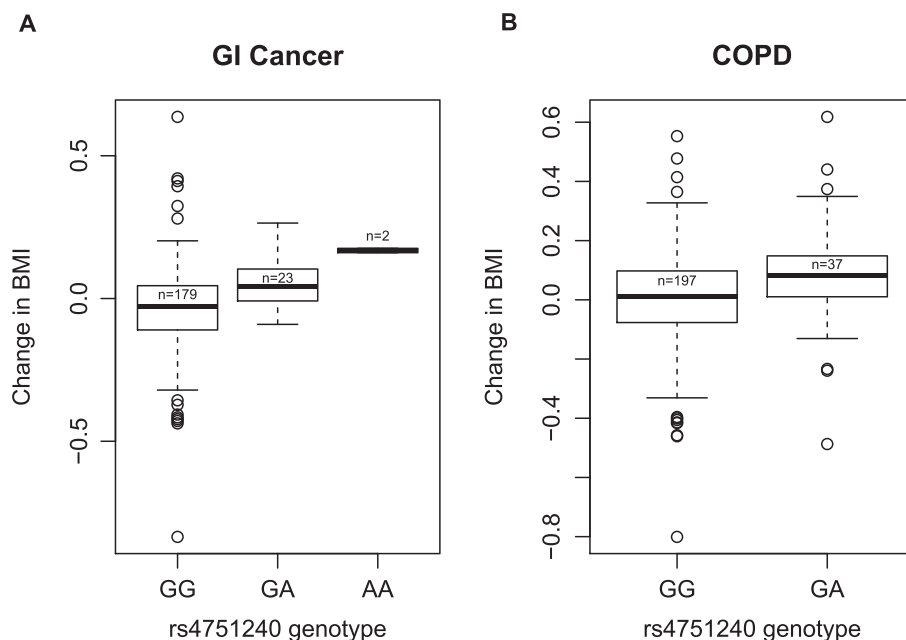 A
GI Cancer
Change in BMI
0.5
0.0
−0.5
n=179
n=23
n=2
GG
GA
AA
rs4751240 genotype
B
COPD
Change in BMI
0.6
0.4
0.2
0.0
−0.4
−0.8
n=197
n=37
GG
GA
rs4751240 genotype